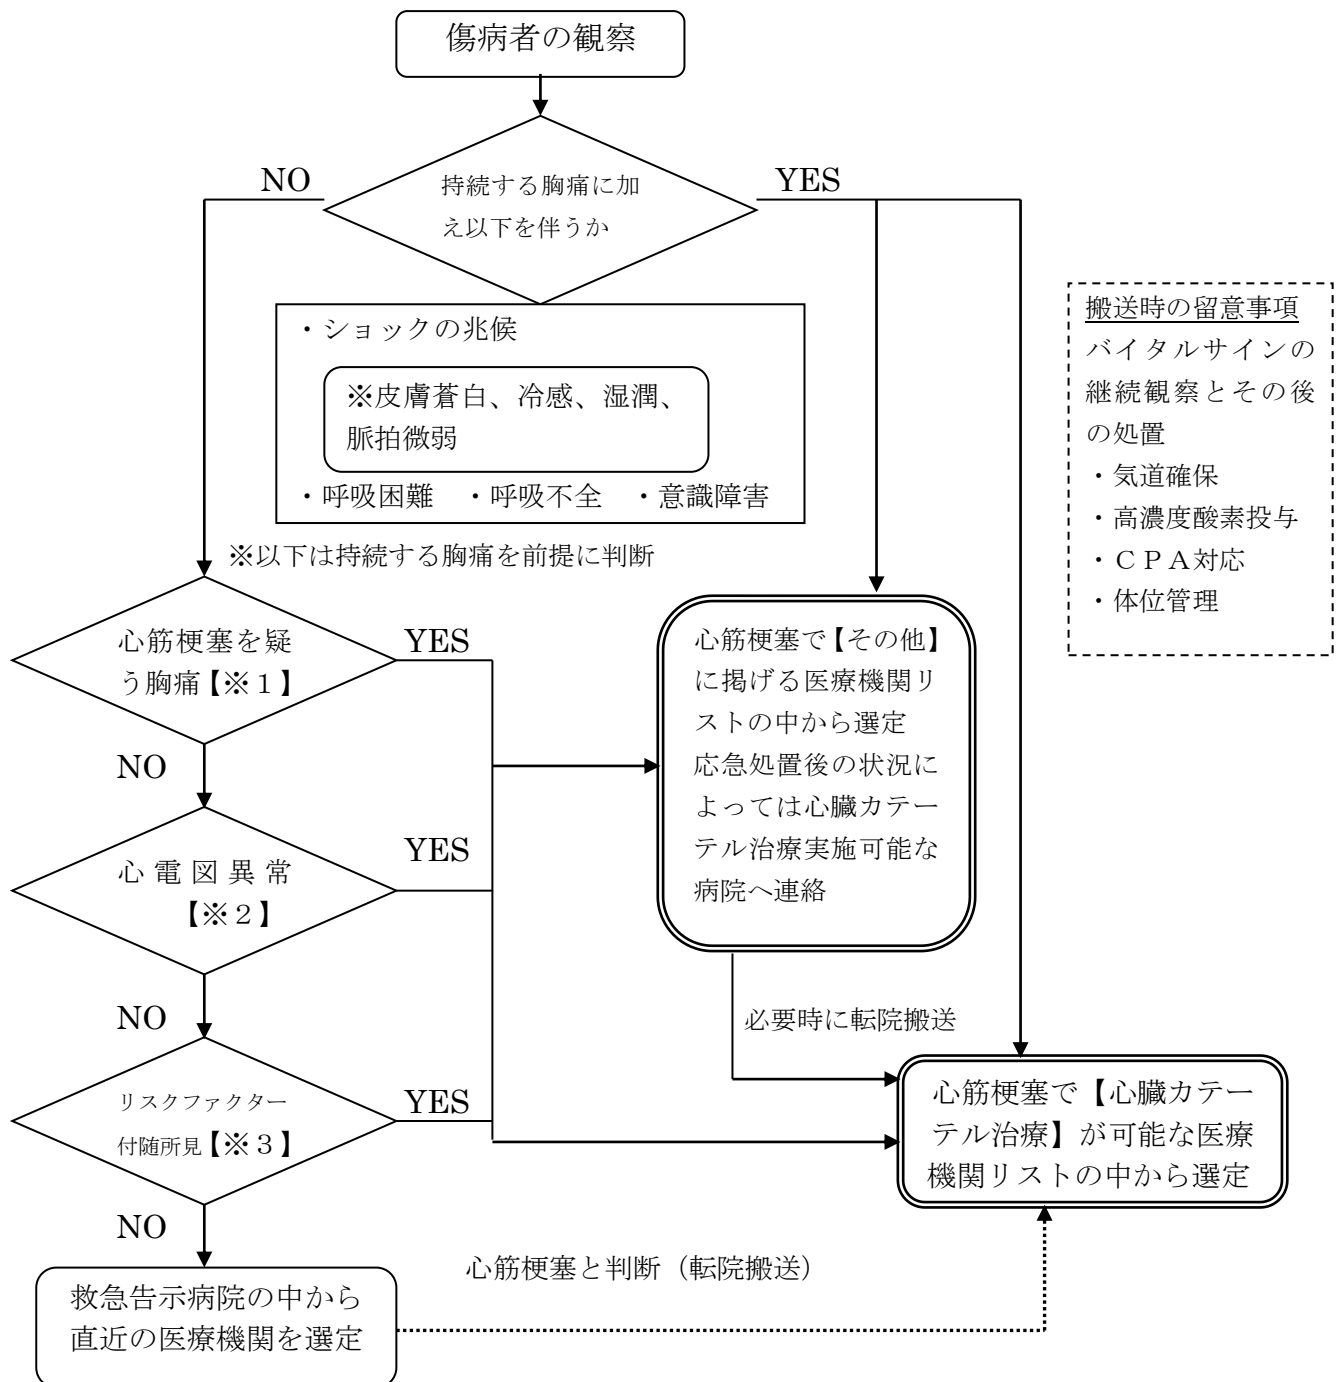 傷病者の観察
NO
YES
持続する胸痛に加
え以下を伴うか
・ショックの兆候
※皮膚蒼白、冷感、湿潤、
脈拍微弱
・呼吸困難　・呼吸不全　・意識障害
搬送時の留意事項
バイタルサインの
継続観察とその後
の処置
・気道確保
・高濃度酸素投与
・ＣＰＡ対応
・体位管理
※以下は持続する胸痛を前提に判断
心筋梗塞を疑
う胸痛【※１】
YES
NO
心筋梗塞で【その他】
に掲げる医療機関リ
ストの中から選定
応急処置後の状況に
よっては心臓カテー
テル治療実施可能な
病院へ連絡
心電図異常
【※２】
YES
NO
必要時に転院搬送
リスクファクター
付随所見【※３】
YES
NO
心筋梗塞で【心臓カテー
テル治療】が可能な医療
機関リストの中から選定
心筋梗塞と判断（転院搬送）
救急告示病院の中から
直近の医療機関を選定